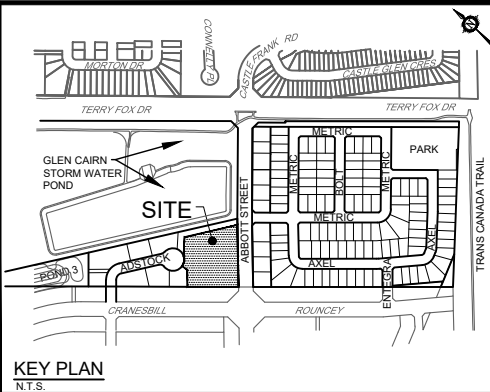 CONNELLY PL
CASTLE FRANK RD
MORTON DR
CASTLE GLEN CRES
TERRY FOX DR
TERRY FOX DR
METRIC
PARK
GLEN CAIRN
STORM WATER
POND
METRIC
BOLT
METRIC
SITE
ABBOTT STREET
METRIC
AXEL
TRANS CANADA TRAIL
ADSTOCK
AXEL
POND 3
ENTEGRA
CRANESBILL
ROUNCEY
KEY PLAN
N.T.S.